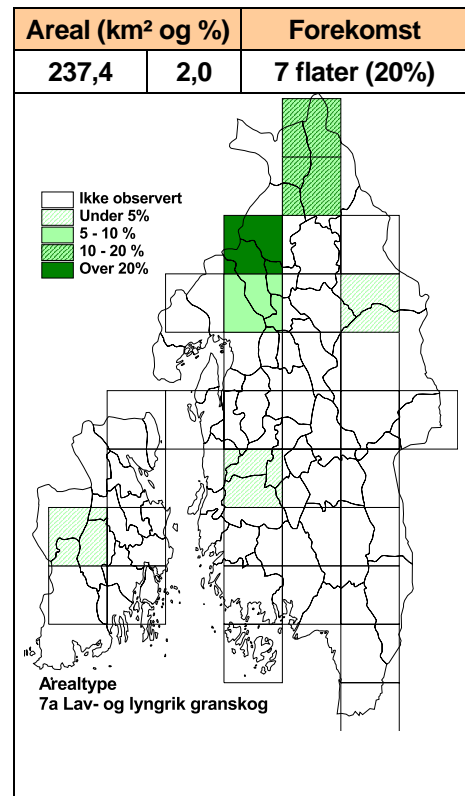 Areal (km² og %) Forekomst
237,4 2,0 7 flater (20%)
Ikke observert
Under 5%
5 - 10 %
10 - 20 %
Over 20%
Arealtype
7a Lav- og lyngrik granskog